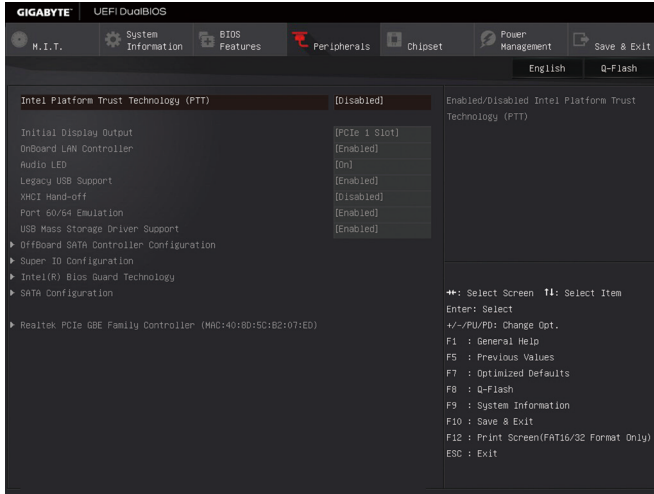 GIGABYTE™ UEFI DualBIOS
M.I.T. System Information BIOS Features Peripherals Chipset Power Management Save & Exit
English Q-Flash
Intel Platform Trust Technology (PTT) [Disabled]
Initial Display Output [PCIe 1 Slot]
OnBoard LAN Controller [Enabled]
Audio LED [On]
Legacy USB Support [Enabled]
XHCI Hand-off [Disabled]
Port 60/64 Emulation [Enabled]
USB Mass Storage Driver Support [Enabled]
OffBoard SATA Controller Configuration
Super IO Configuration
Intel(R) Bios Guard Technology
SATA Configuration
Realtek PCIe GBE Family Controller (MAC:40:8D:5C:B2:07:ED)
Enabled/Disabled Intel Platform Trust
Technology (PTT)
→←: Select Screen ↑↓: Select Item
Enter: Select
+/-/PU/PD: Change Opt.
F1 : General Help
F5 : Previous Values
F7 : Optimized Defaults
F8 : Q-Flash
F9 : System Information
F10 : Save & Exit
F12 : Print Screen(FAT16/32 Format Only)
ESC : Exit